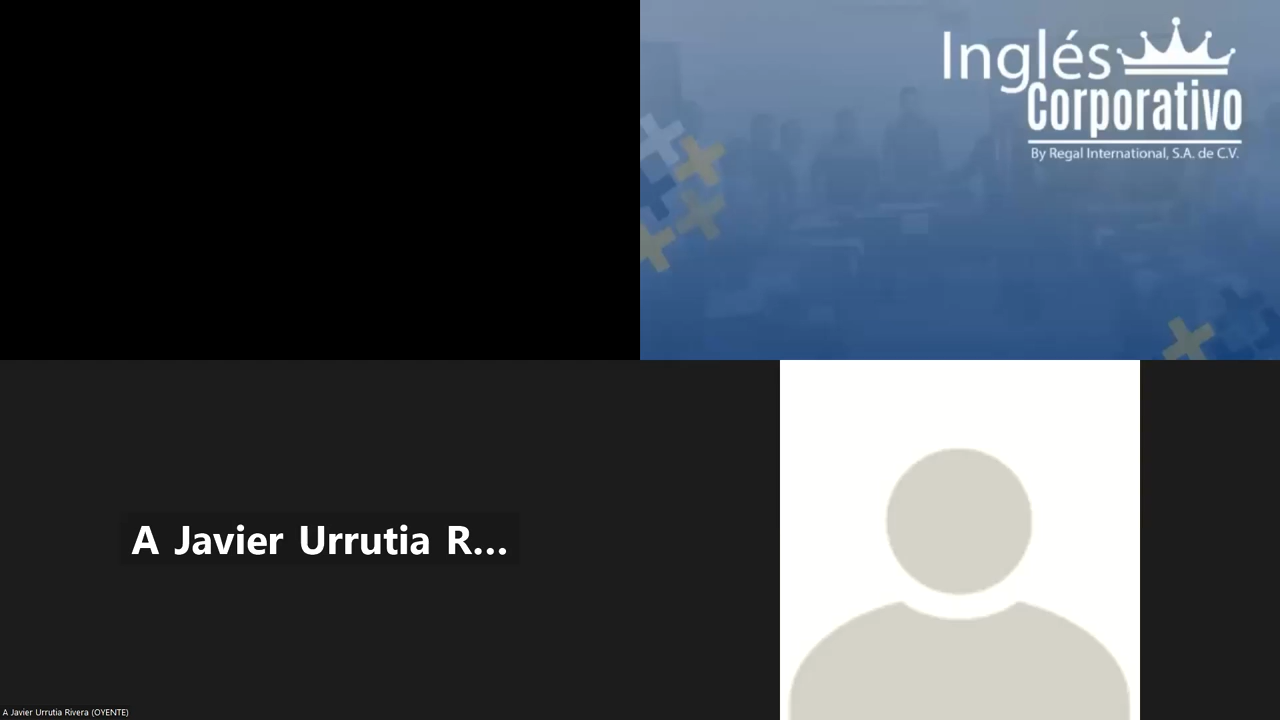 Inglés
Corporativo
By Regal International, S.A. de C.V.
A Javier Urrutia R...
A Javier Urrutia Rivera (OYENTE)